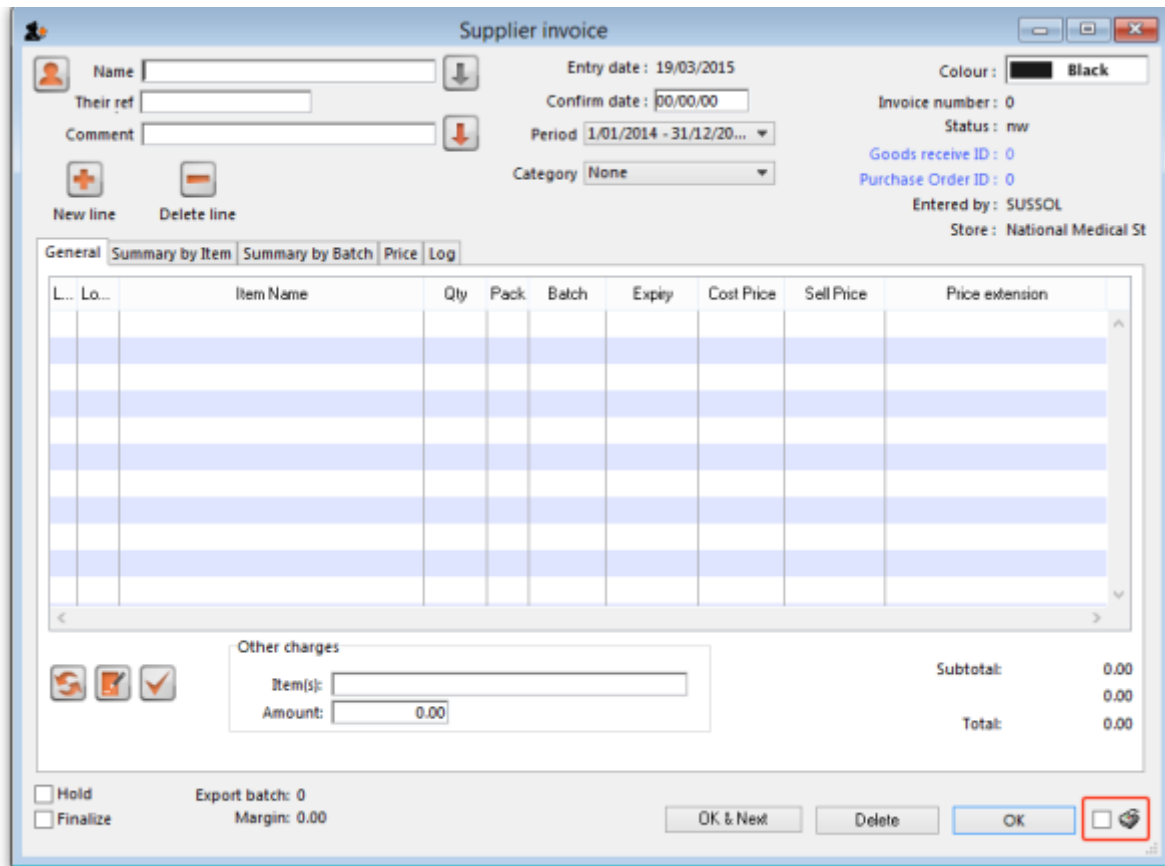 Supplier invoice
Name
Entry date : 19/03/2015
Colour : Black
Their ref
Confirm date : 00/00/00
Invoice number : 0
Comment
Period 1/01/2014 - 31/12/20...
Status : nw
Goods receive ID : 0
Category None
Purchase Order ID : 0
Entered by : SUSSOL
New line Delete line
Store : National Medical St
General Summary by Item Summary by Batch Price Log
L... Lo... Item Name Qty Pack Batch Expiry Cost Price Sell Price Price extension
Other charges
Item(s):
Subtotal: 0.00
0.00
Amount: 0.00
Total: 0.00
Hold Export batch: 0
Finalize Margin: 0.00
OK & Next Delete OK